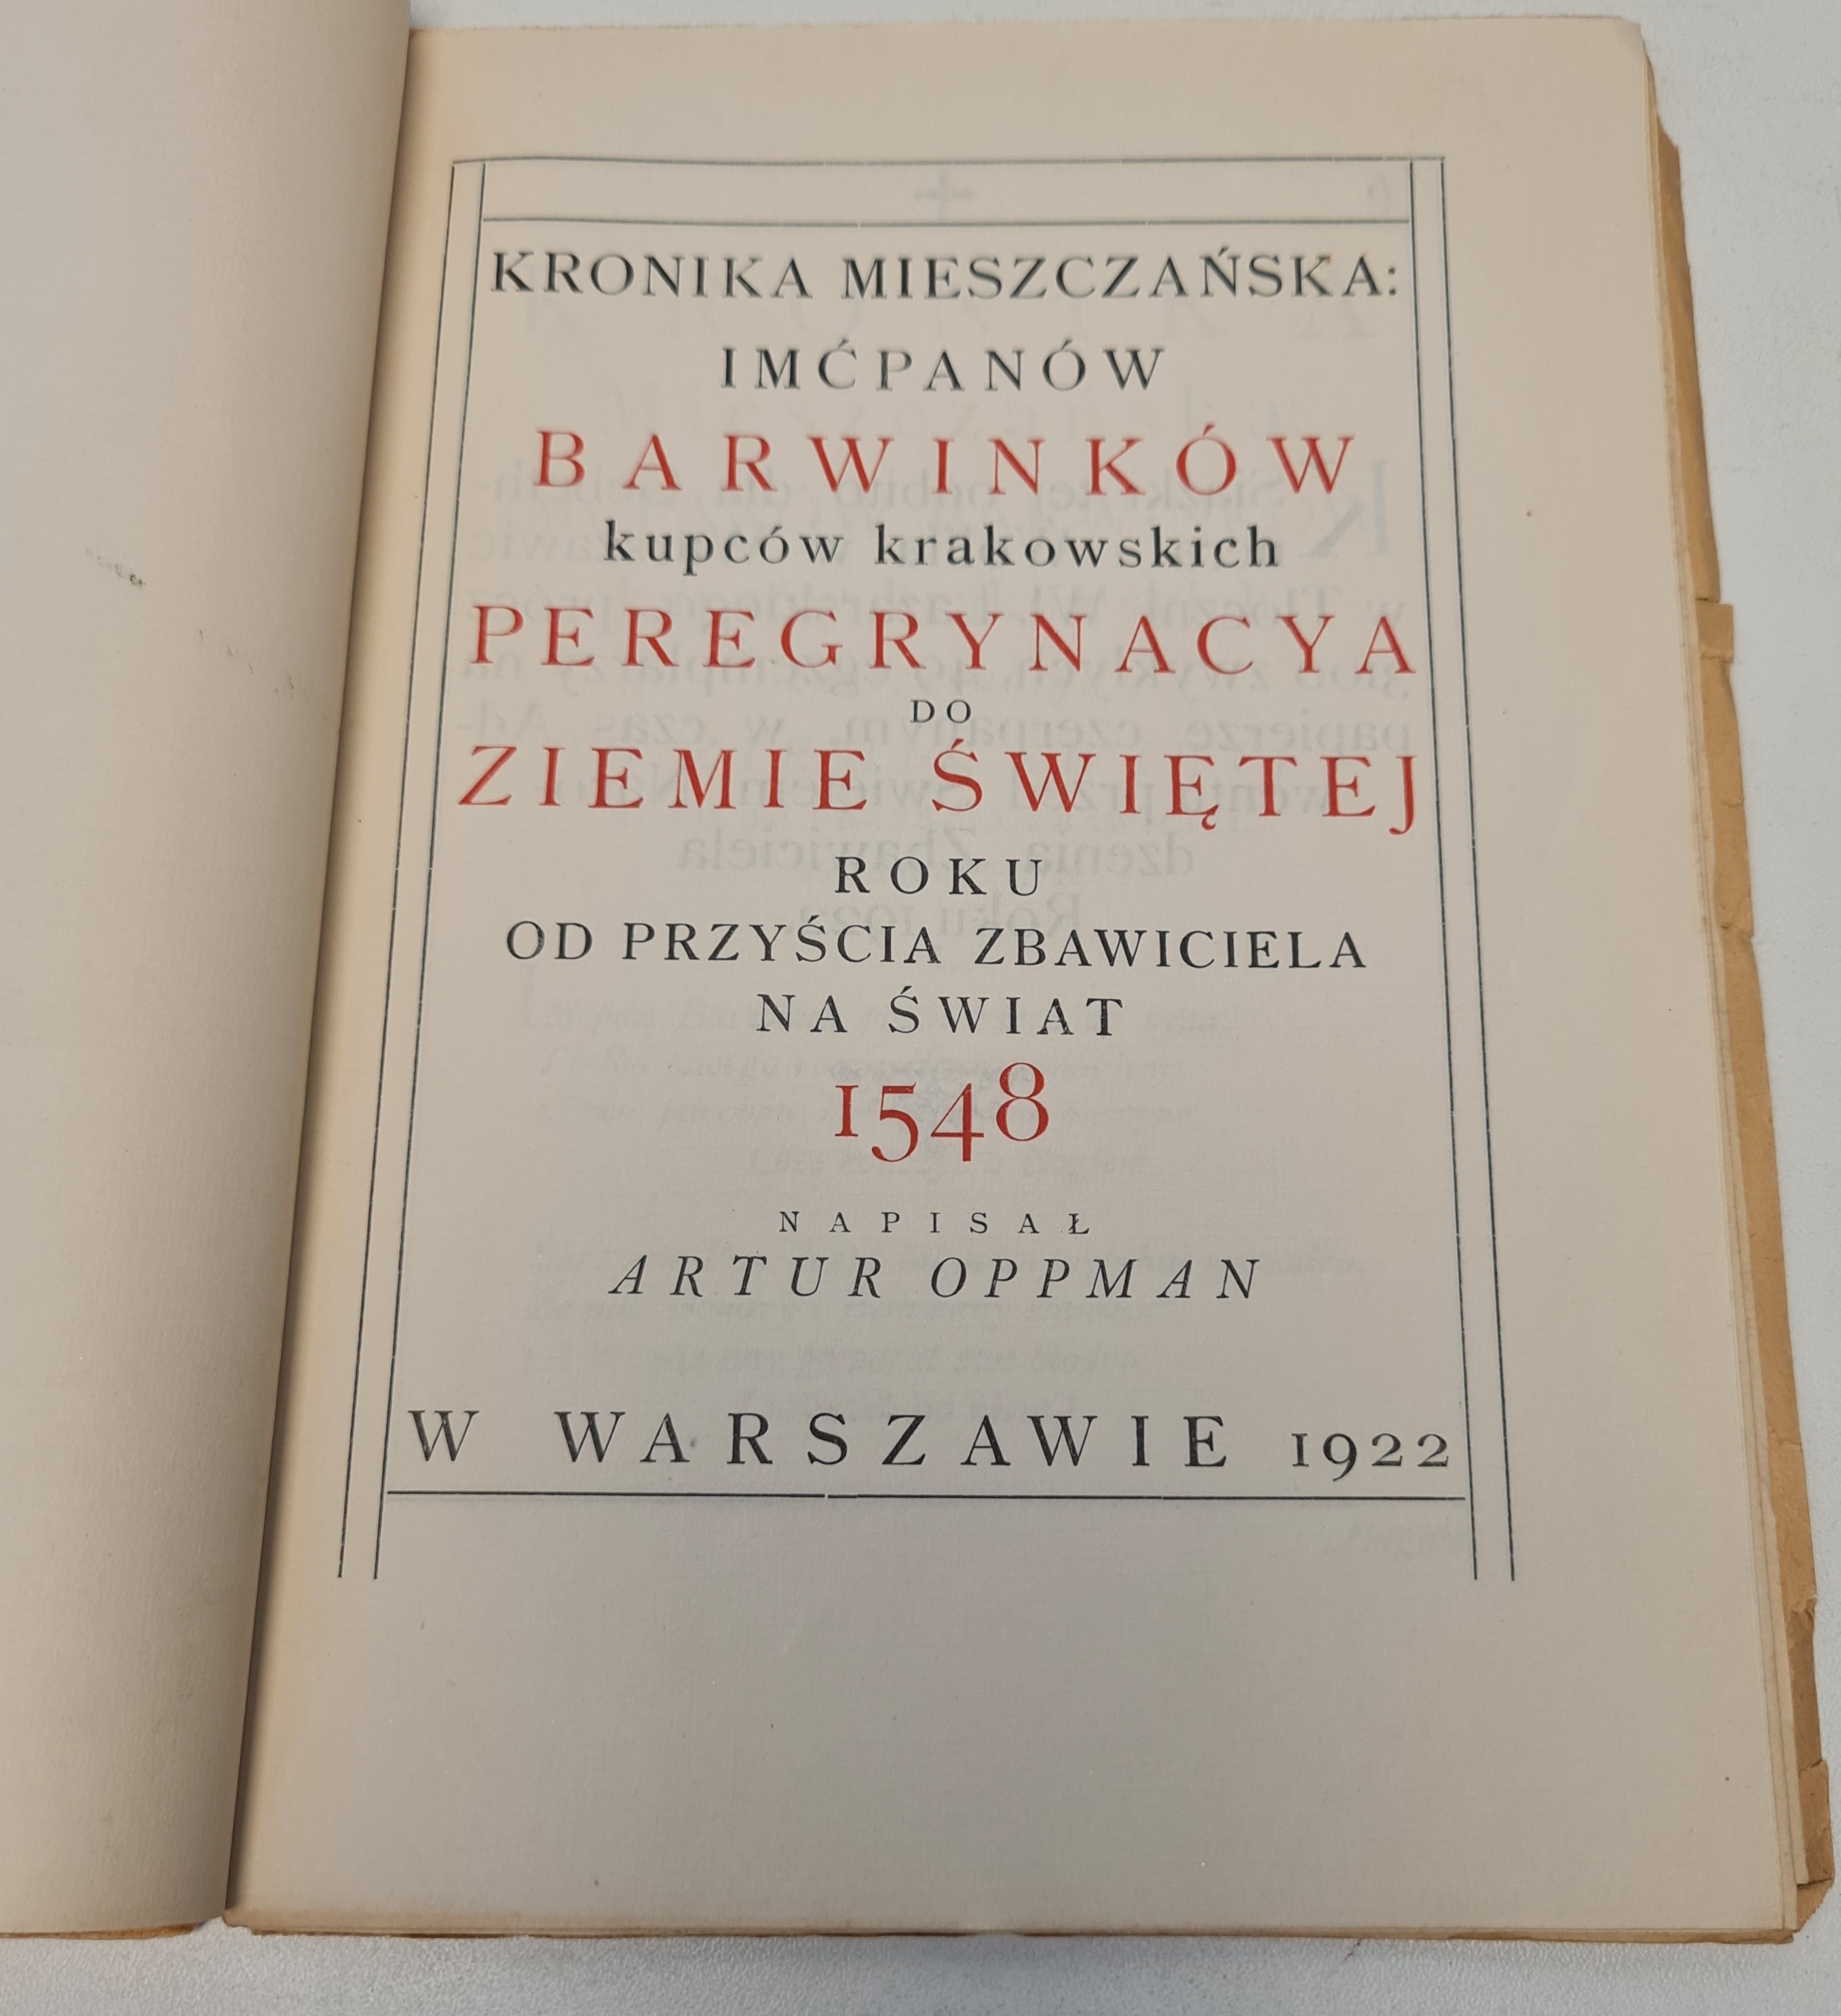 KRONIKA MIESZCZAŃSKA:
IMĆPANÓW
BARWINKÓW
kupców krakowskich
PEREGRYNACYA
DO
ZIEMIE ŚWIĘTEJ
ROKU
OD PRZYŚCIA ZBAWICIELA
NA ŚWIAT
1548
NAPISAŁ
ARTUR OPPMAN
W WARSZAWIE 1922